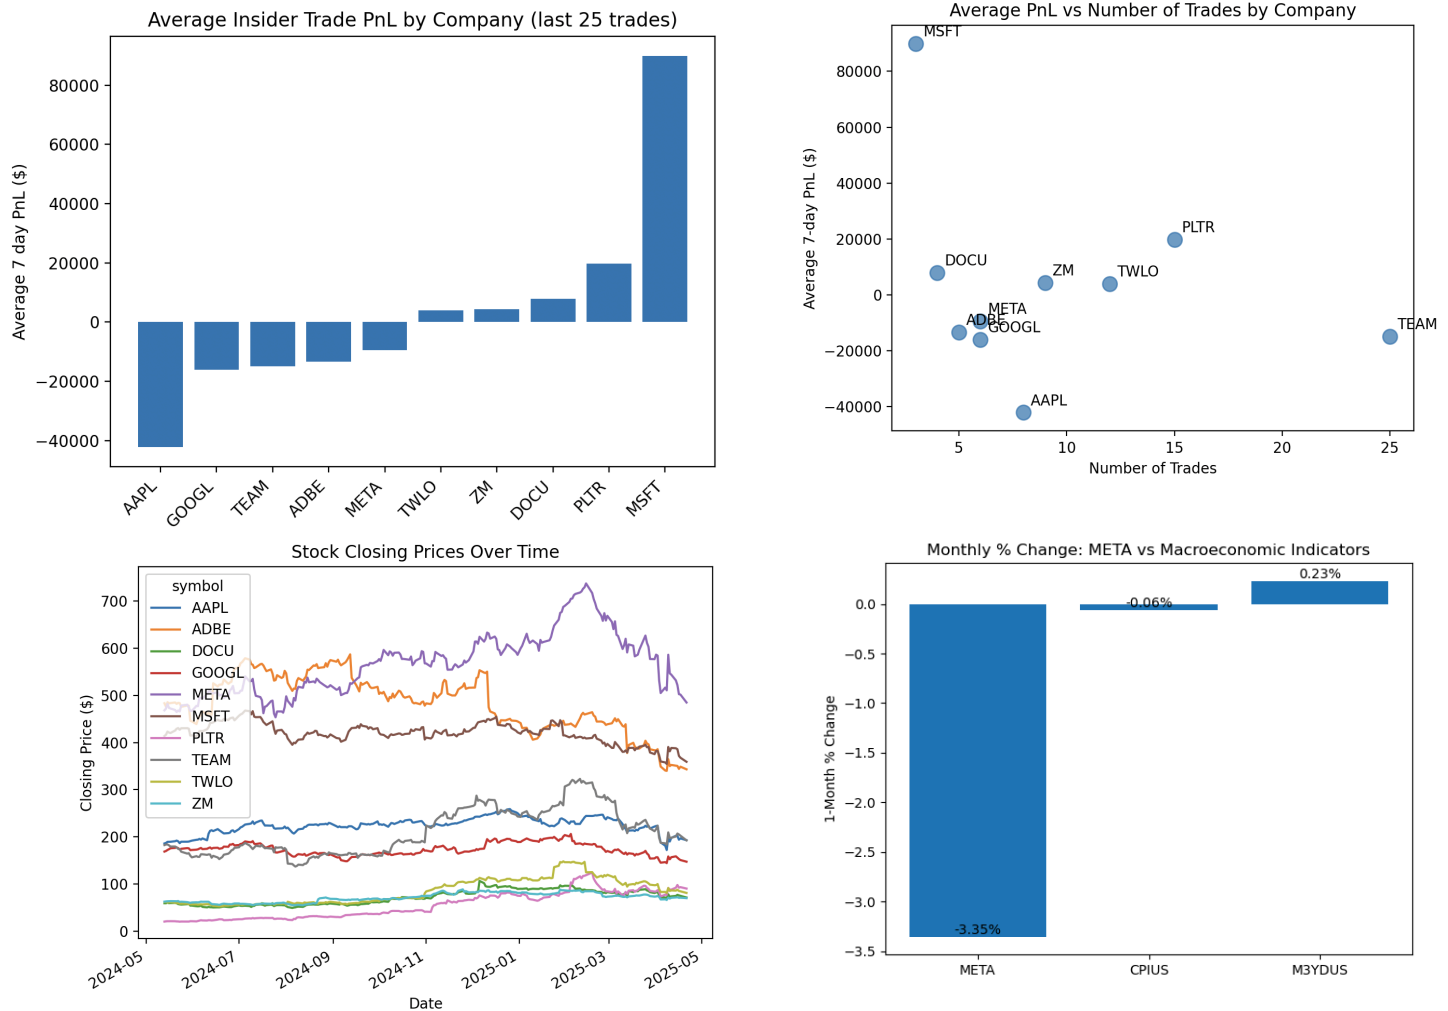 Average Insider Trade PnL by Company (last 25 trades)
Average 7 day PnL ($)
80000
60000
40000
20000
0
−20000
−40000
AAPL
GOOGL
TEAM
ADBE
META
TWLO
ZM
DOCU
PLTR
MSFT
Average PnL vs Number of Trades by Company
Average 7-day PnL ($)
80000
60000
40000
20000
0
−20000
−40000
MSFT
DOCU
ZM
TWLO
PLTR
META
ADBE
GOOGL
TEAM
AAPL
5
10
15
20
25
Number of Trades
Stock Closing Prices Over Time
Closing Price ($)
700
600
500
400
300
200
100
0
symbol
AAPL
ADBE
DOCU
GOOGL
META
MSFT
PLTR
TEAM
TWLO
ZM
2024-05
2024-07
2024-09
2024-11
2025-01
2025-03
2025-05
Date
Monthly % Change: META vs Macroeconomic Indicators
1-Month % Change
0.0
−0.5
−1.0
−1.5
−2.0
−2.5
−3.0
−3.5
-3.35%
-0.06%
0.23%
META
CPIUS
M3YDUS